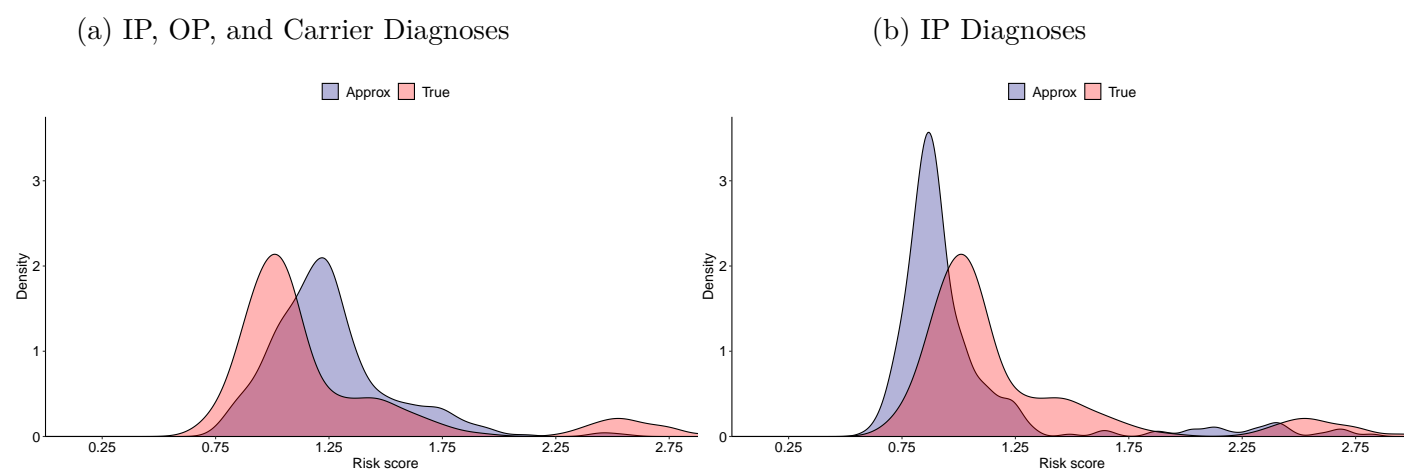 (a) IP, OP, and Carrier Diagnoses
Approx True
3
2
1
0
Density
0.25 0.75 1.25 1.75 2.25 2.75
Risk score
(b) IP Diagnoses
Approx True
3
2
1
0
Density
0.25 0.75 1.25 1.75 2.25 2.75
Risk score